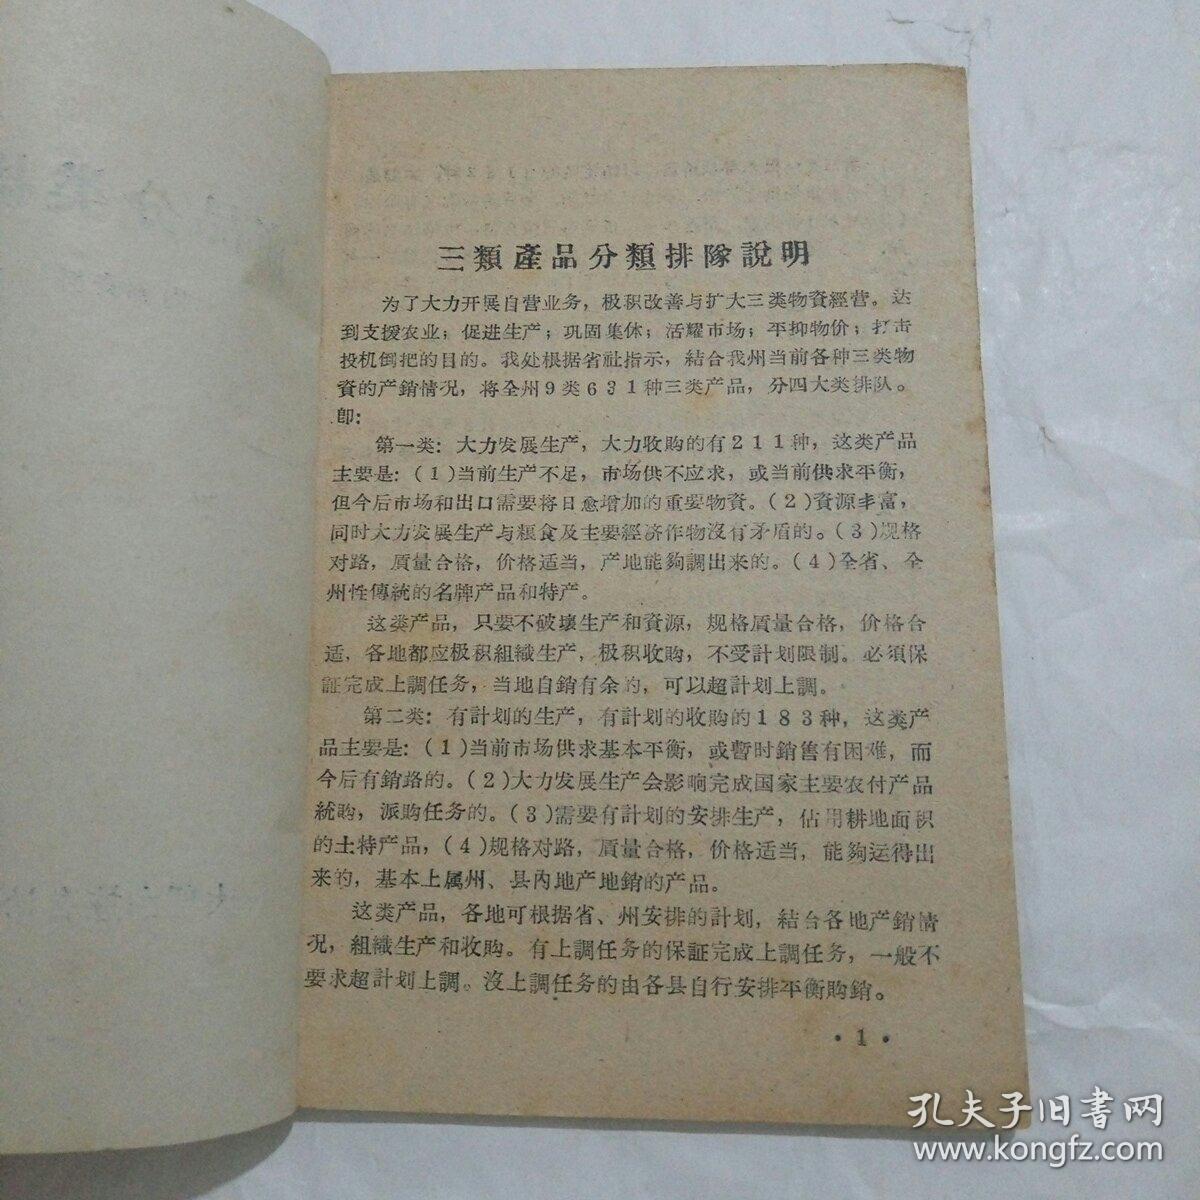 三類產品分類排隊說明
为了大力开展自营业务，极积改善与扩大三类物資經营。达
到支援农业；促进生产；巩固集体；活耀市场；平抑物价；打击
投机倒把的目的。我处根据省社指示，結合我州当前各种三类物
資的产銷情况，将全州9类631种三类产品，分四大类排队。
即：
第一类：大力发展生产，大力收購的有211种，这类产品
主要是：(1)当前生产不足，市场供不应求，或当前供求平衡，
但今后市场和出口需要将日愈增加的重要物資。(2)資源丰富，
同时大力发展生产与粮食及主要經济作物沒有矛盾的。(3)规格
对路，质量合格，价格适当，产地能夠調出来的。(4)全省、全
州性傳統的名牌产品和特产。
这类产品，只要不破壞生产和資源，规格质量合格，价格合
适，各地都应极积組織生产，极积收購，不受計划限制。必須保
証完成上調任务，当地自銷有余的，可以超計划上調。
第二类：有計划的生产，有計划的收購的183种，这类产
品主要是：(1)当前市场供求基本平衡，或暫时銷售有困难，而
今后有銷路的。(2)大力发展生产会影响完成国家主要农付产品
統購，派購任务的。(3)需要有計划的安排生产，佔用耕地面积
的土特产品，(4)规格对路，质量合格，价格适当，能夠运得出
来的，基本上属州、县內地产地銷的产品。
这类产品，各地可根据省、州安排的計划，結合各地产銷情
况，組織生产和收購。有上調任务的保証完成上調任务，一般不
要求超計划上調。沒上調任务的由各县自行安排平衡購銷。
·1·
孔夫子旧书网
www.kongfz.com